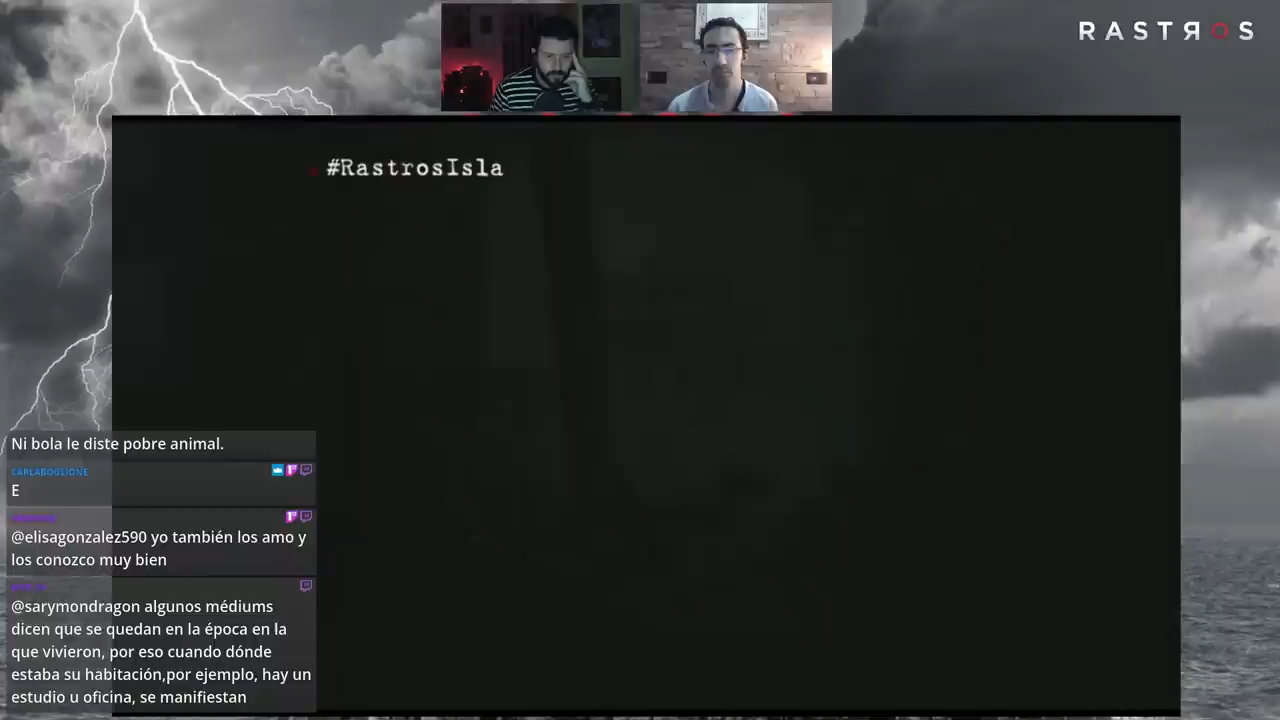 RASTROS
#RastrosIsla
Ni bola le diste pobre animal.
CARLABOGLIONE
E
@elisagonzalez590 yo también los amo y
los conozco muy bien
@sarymondragon algunos médiums
dicen que se quedan en la época en la
que vivieron, por eso cuando dónde
estaba su habitación,por ejemplo, hay un
estudio u oficina, se manifiestan